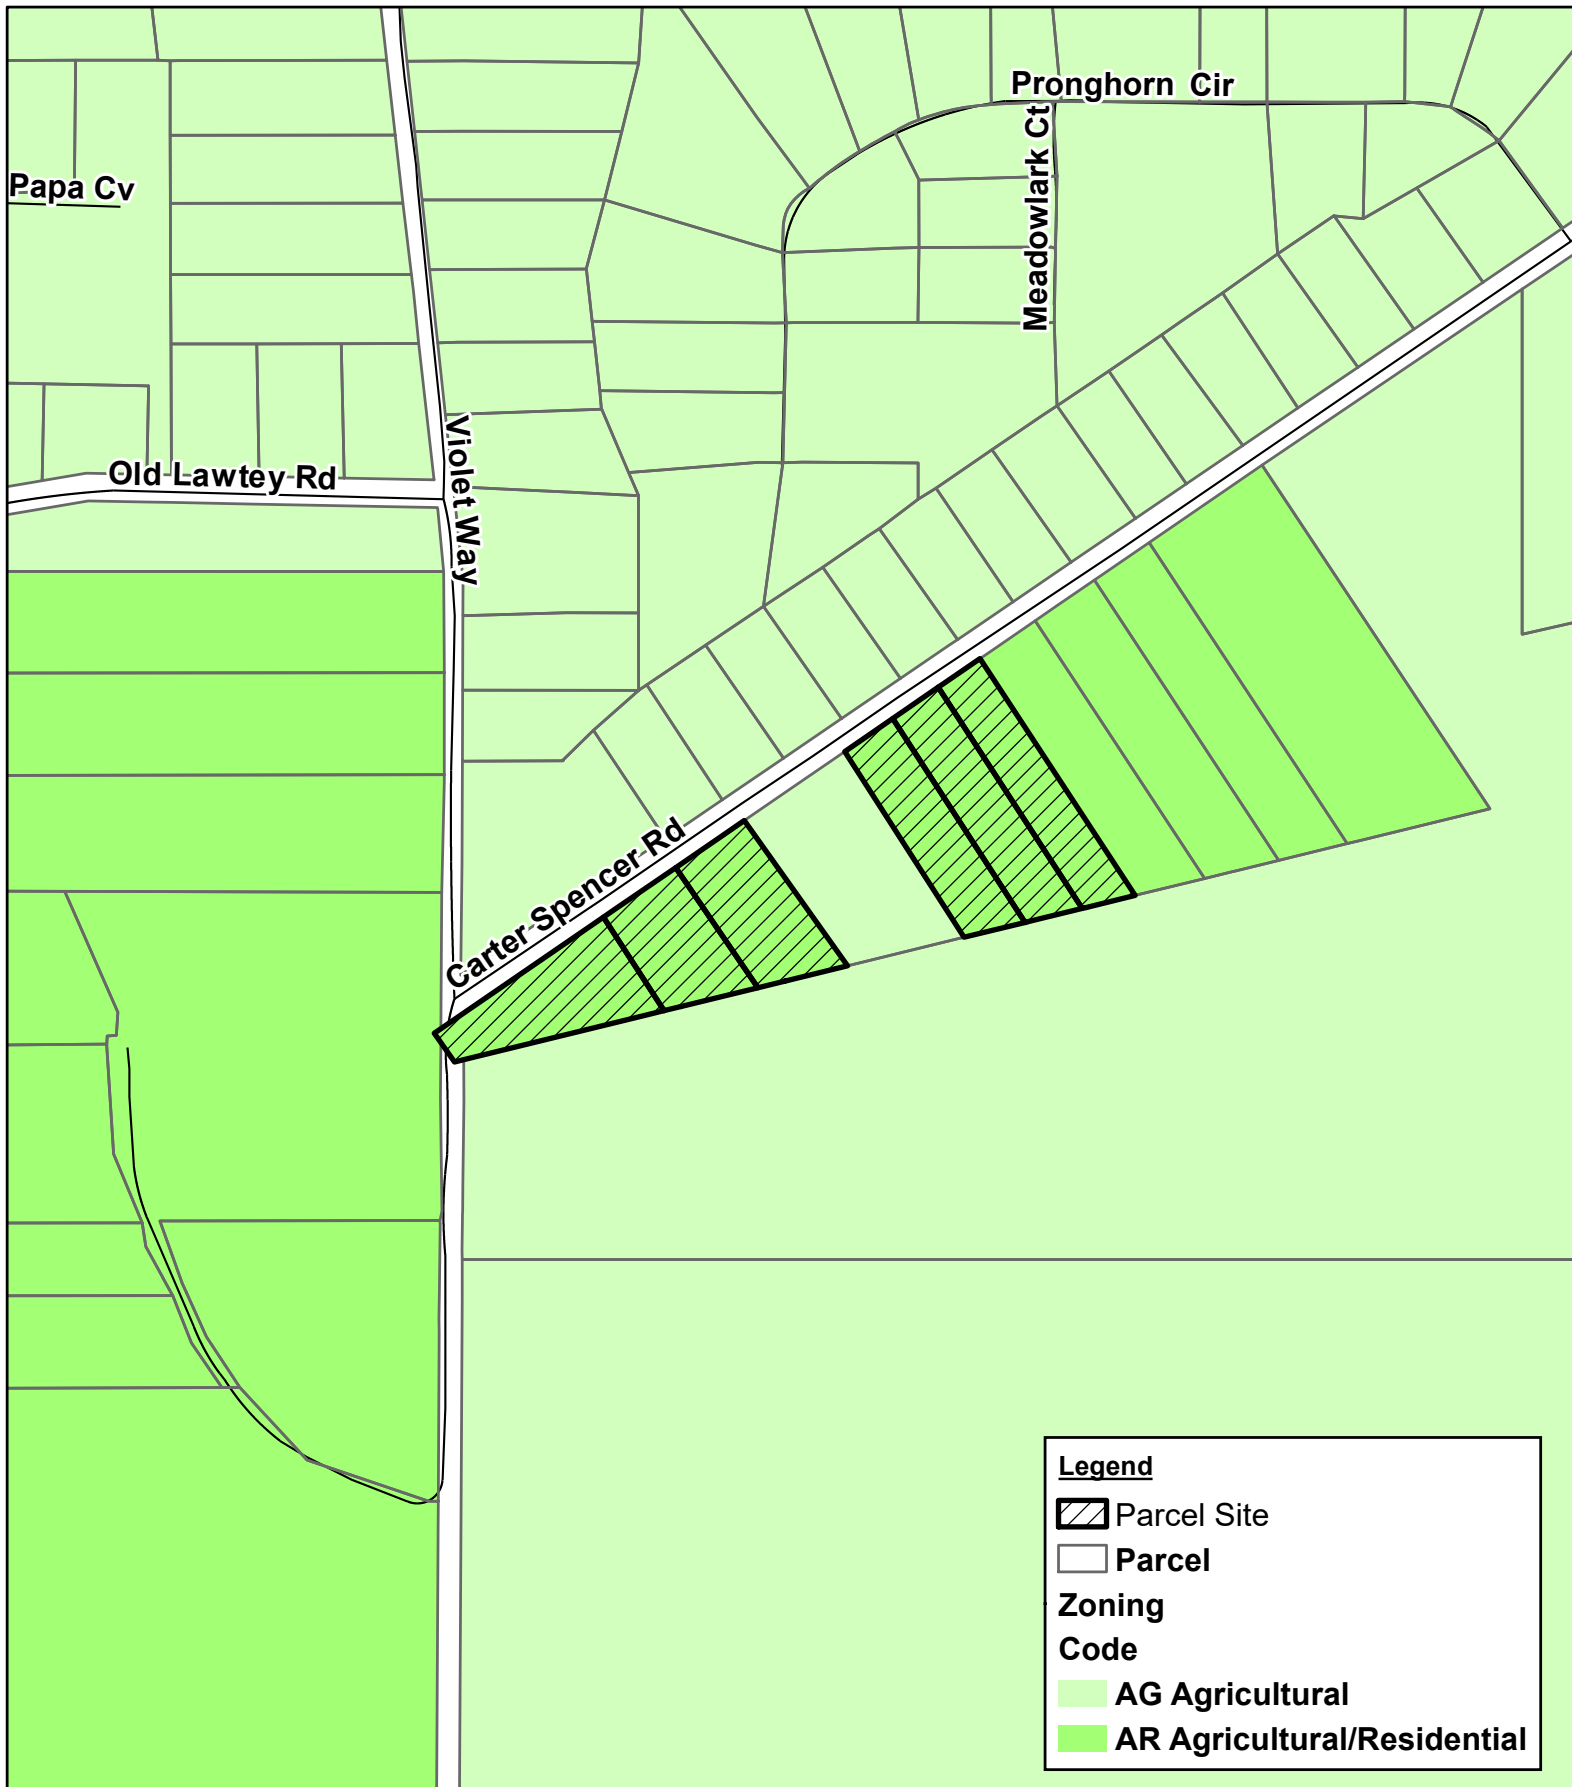 Pronghorn Cir
Meadowlark Ct
Papa Cv
Violet Way
Old Lawtey Rd
Carter Spencer Rd
Legend
Parcel Site
Parcel
Zoning
Code
AG Agricultural
AR Agricultural/Residential